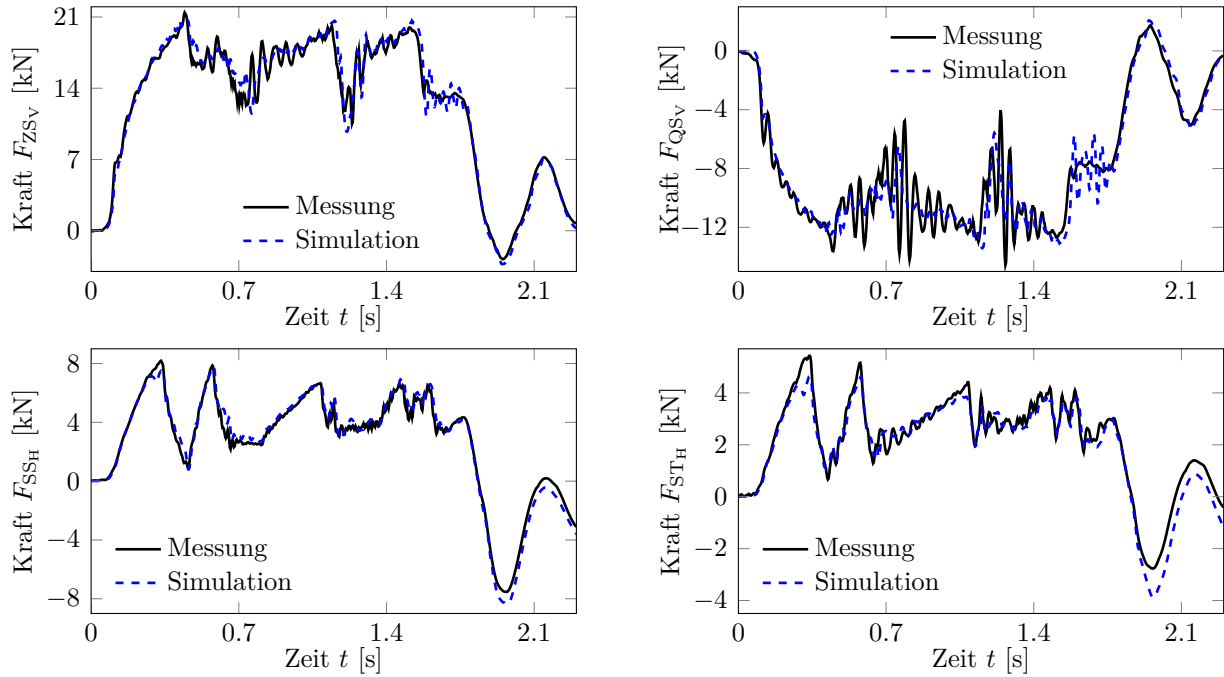 21
14
7
0
Kraft F_ZS_V [kN]
Messung
Simulation
0 0.7 1.4 2.1
Zeit t [s]
0
−4
−8
−12
Kraft F_QS_V [kN]
Messung
Simulation
0 0.7 1.4 2.1
Zeit t [s]
8
4
0
−4
−8
Kraft F_SS_H [kN]
Messung
Simulation
0 0.7 1.4 2.1
Zeit t [s]
4
2
0
−2
−4
Kraft F_ST_H [kN]
Messung
Simulation
0 0.7 1.4 2.1
Zeit t [s]